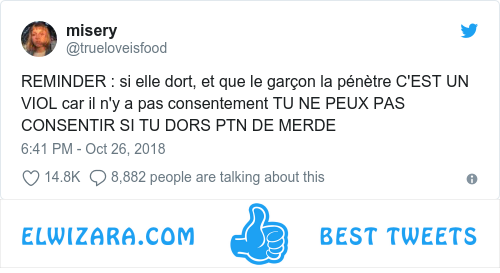 misery
@trueloveisfood
REMINDER : si elle dort, et que le garçon la pénètre C'EST UN
VIOL car il n'y a pas consentement TU NE PEUX PAS
CONSENTIR SI TU DORS PTN DE MERDE
6:41 PM - Oct 26, 2018
14.8K 8,882 people are talking about this
ELWIZARA.COM BEST TWEETS